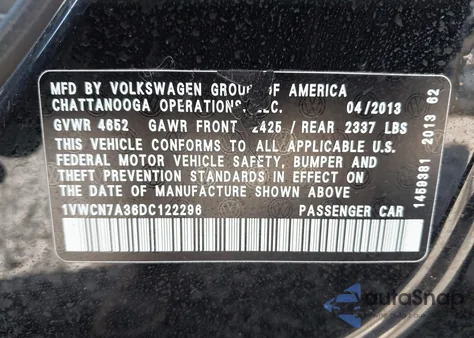 MFD BY VOLKSWAGEN GROUP OF AMERICA
CHATTANOOGA OPERATIONS, LLC. 04/2013
GVWR 4652 GAWR FRONT 2425 / REAR 2337 LBS
THIS VEHICLE CONFORMS TO ALL APPLICABLE U.S.
FEDERAL MOTOR VEHICLE SAFETY, BUMPER AND
THEFT PREVENTION STANDARDS IN EFFECT ON THE
DATE OF MANUFACTURE SHOWN ABOVE.
1VWCN7A36DC122296 PASSENGER CAR
1459381 2013 62
autoSnap